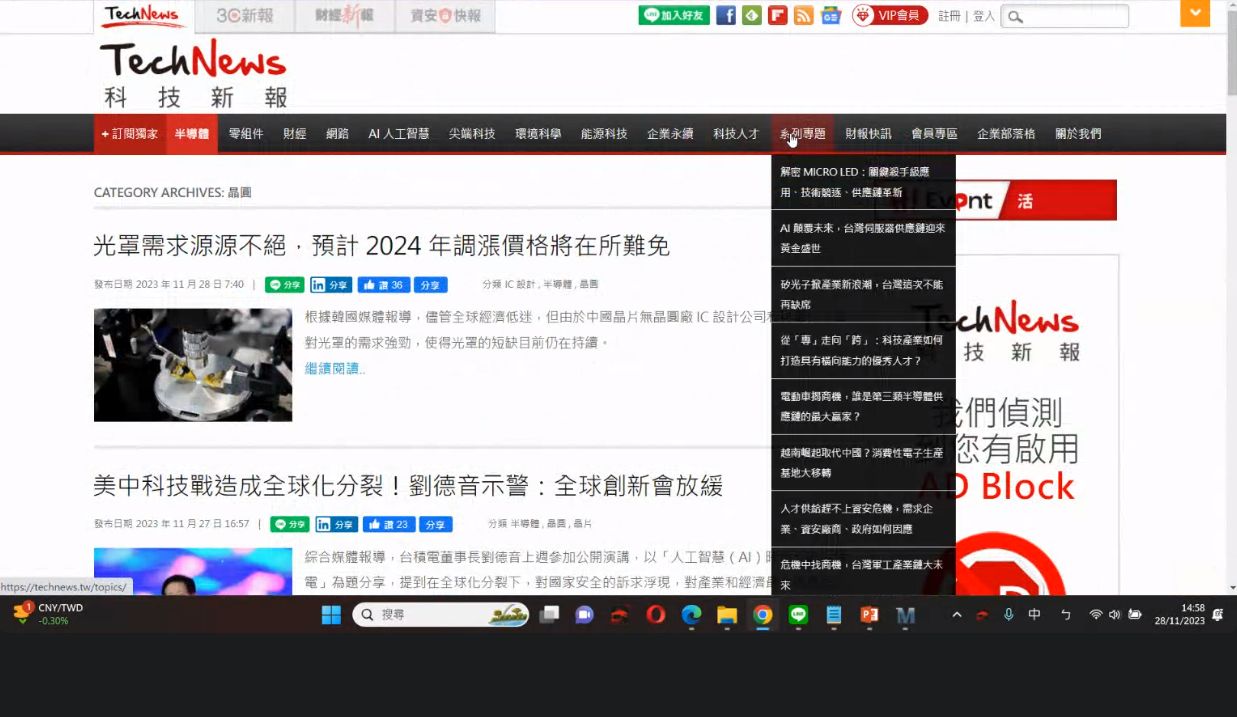 TechNews
3C新報
財經新報
資安快報
加入好友
VIP會員
註冊 | 登入
TechNews
科技新報
+ 訂閱獨家 半導體 零組件 財經 網路 AI 人工智慧 尖端科技 環境科學 能源科技 企業永續 科技人才 系列專題 財報快訊 會員專區 企業部落格 關於我們
CATEGORY ARCHIVES: 晶圓
光罩需求源源不絕，預計 2024 年調漲價格將在所難免
發布日期 2023 年 11 月 28 日 7:40 | 分享 分享 讚 36 分享 分類 IC 設計 , 半導體 , 晶圓
根據韓國媒體報導，儘管全球經濟低迷，但由於中國晶片無晶圓廠 IC 設計公司
對光罩的需求強勁，使得光罩的短缺目前仍在持續。
繼續閱讀..
美中科技戰造成全球化分裂！劉德音示警：全球創新會放緩
發布日期 2023 年 11 月 27 日 16:57 | 分享 分享 讚 23 分享 分類 半導體 , 晶圓 , 晶片
綜合媒體報導，台積電董事長劉德音上週參加公開演講，以「人工智慧（AI）
電」為題分享，提到在全球化分裂下，對國家安全的訴求浮現，對產業和經濟
解密 MICRO LED：關鍵殺手級應
用、技術競逐、供應鏈革新
AI 顛覆未來，台灣伺服器供應鏈迎來
黃金盛世
矽光子掀產業新浪潮，台灣這次不能
再缺席
從「專」走向「跨」：科技產業如何
打造具有橫向能力的優秀人才？
電動車揭商機，誰是第三類半導體供
應鏈的最大贏家？
越南崛起取代中國？消費性電子生產
基地大移轉
人才供給趕不上資安危機，需求企
業、資安廠商、政府如何因應
危機中找商機，台灣軍工產業鏈大未
來
Event 活
TechNews
技 新 報
我們偵測
到您有啟用
AD Block
https://technews.tw/topics/
1
CNY/TWD
-0.30%
搜尋
中
ㄅ
14:58
28/11/2023